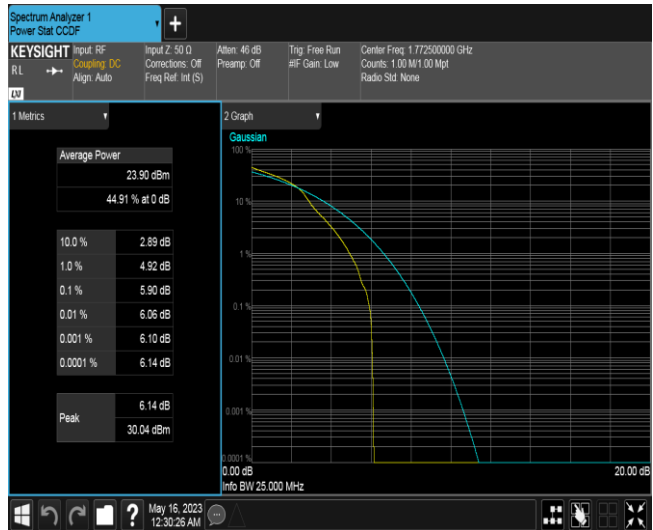 Spectrum Analyzer 1
Power Stat CCDF
+
KEYSIGHT
RL
LXI
Input: RF
Coupling: DC
Align: Auto
Input Z: 50 Ω
Corrections: Off
Freq Ref: Int (S)
Atten: 46 dB
Preamp: Off
Trig: Free Run
#IF Gain: Low
Center Freq: 1.772500000 GHz
Counts: 1.00 M/1.00 Mpt
Radio Std: None
1 Metrics
Average Power
23.90 dBm
44.91 % at 0 dB
10.0 % 2.89 dB
1.0 % 4.92 dB
0.1 % 5.90 dB
0.01 % 6.06 dB
0.001 % 6.10 dB
0.0001 % 6.14 dB
Peak
6.14 dB
30.04 dBm
2 Graph
Gaussian
100 %
10 %
1 %
0.1 %
0.01 %
0.001 %
0.0001 %
0.00 dB 20.00 dB
Info BW 25.000 MHz
?
May 16, 2023
12:30:26 AM